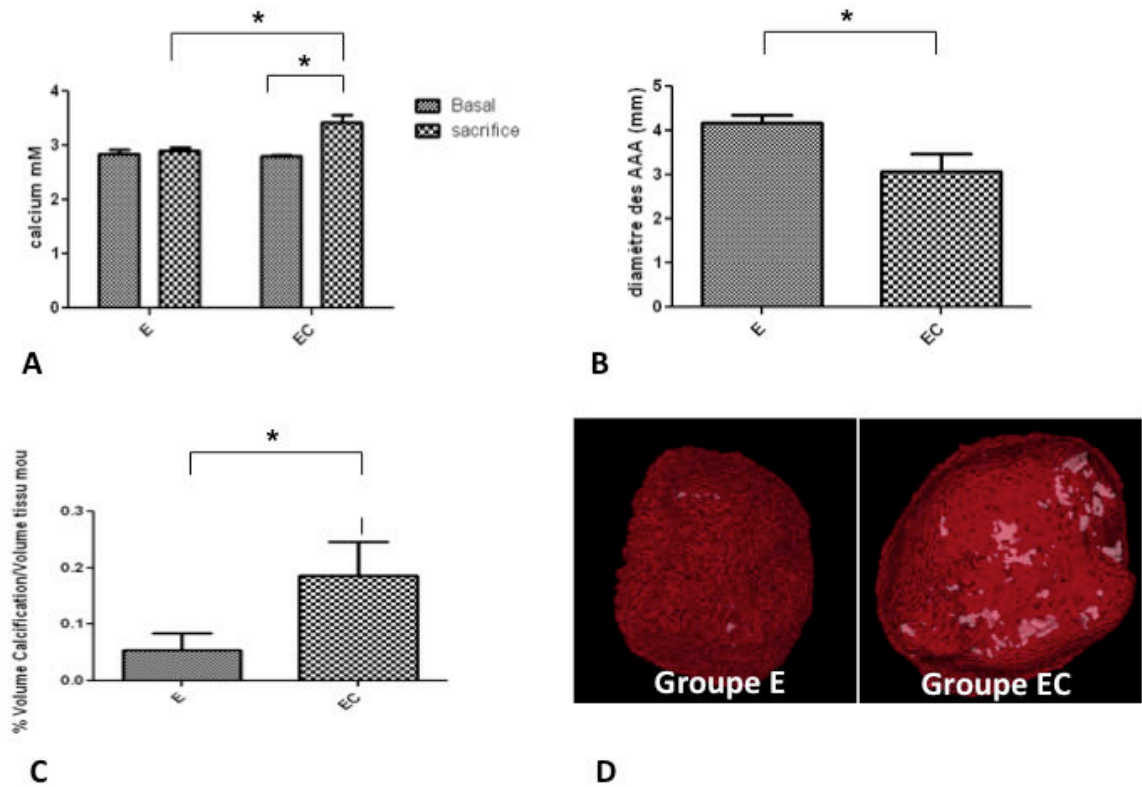 *
*
4
3
2
1
0
calcium mM
E
EC
Basal
sacrifice
A
*
5
4
3
2
4
0
diamètre des AAA (mm)
E
EC
B
*
0.3
0.2
0.1
0.0
% Volume Calcification/Volume tissu mou
E
EC
C
Groupe E
Groupe EC
D